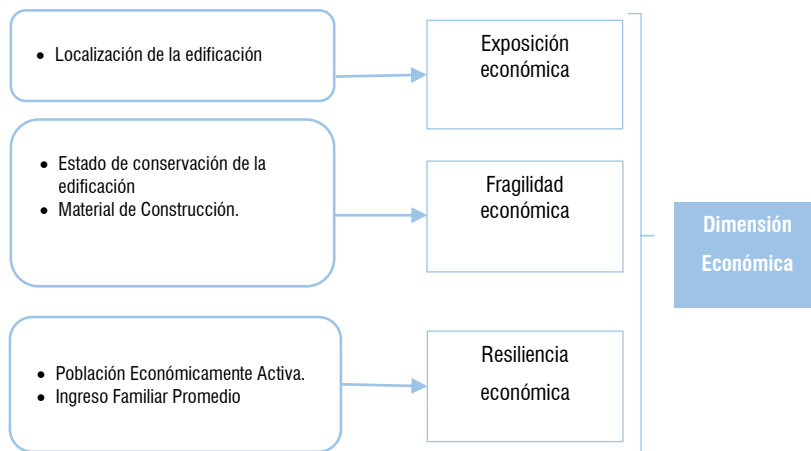 • Localización de la edificación
Exposición
económica
• Estado de conservación de la
edificación
• Material de Construcción.
Fragilidad
económica
Dimensión
Económica
• Población Económicamente Activa.
• Ingreso Familiar Promedio
Resiliencia
económica